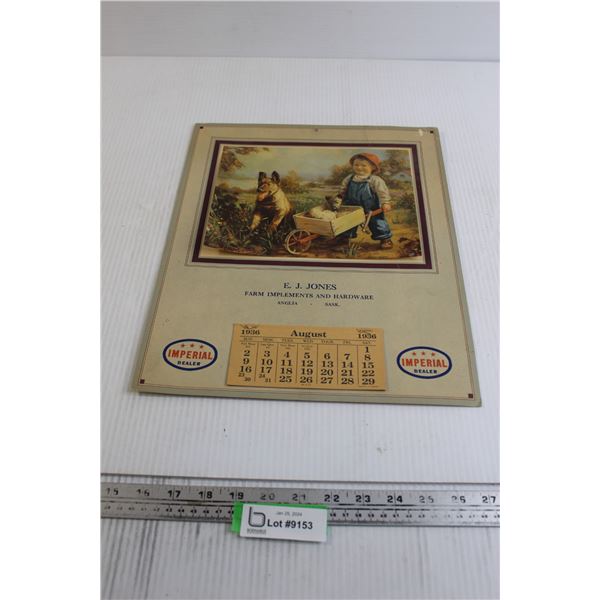 E. J. JONES
FARM IMPLEMENTS AND HARDWARE
ANGLIA - SASK.
1936 August 1936
SUN. MON. TUES. WED. THUR. FRI. SAT.
1
2 3 4 5 6 7 8
9 10 11 12 13 14 15
16 17 18 19 20 21 22
23 30 24 31 25 26 27 28 29
IMPERIAL
DEALER
IMPERIAL
DEALER
15 16 17 18 19 20 21 22 23 24 25 26 27
Jan 25, 2024
Lot #9153